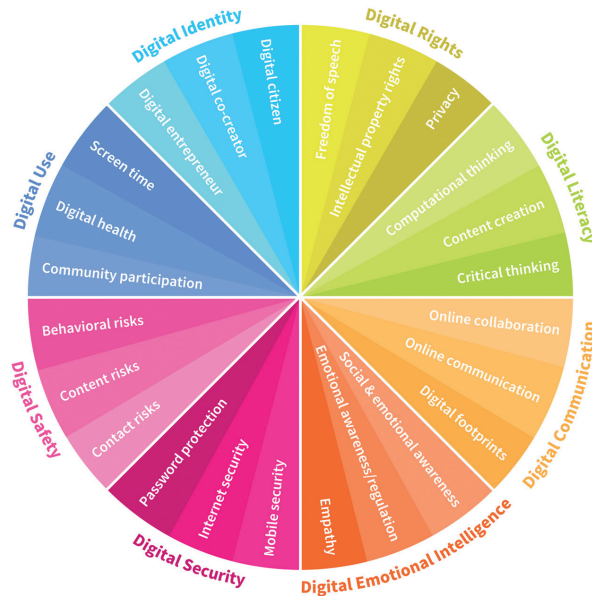 Digital Identity
Digital entrepreneur
Digital co-creator
Digital citizen
Digital Rights
Freedom of speech
Intellectual property rights
Privacy
Digital Literacy
Computational thinking
Content creation
Critical thinking
Digital Communication
Online collaboration
Online communication
Digital footprints
Digital Emotional Intelligence
Social & emotional awareness
Emotional awareness/regulation
Empathy
Digital Security
Mobile security
Internet security
Password protection
Digital Safety
Contact risks
Content risks
Behavioral risks
Digital Use
Community participation
Digital health
Screen time